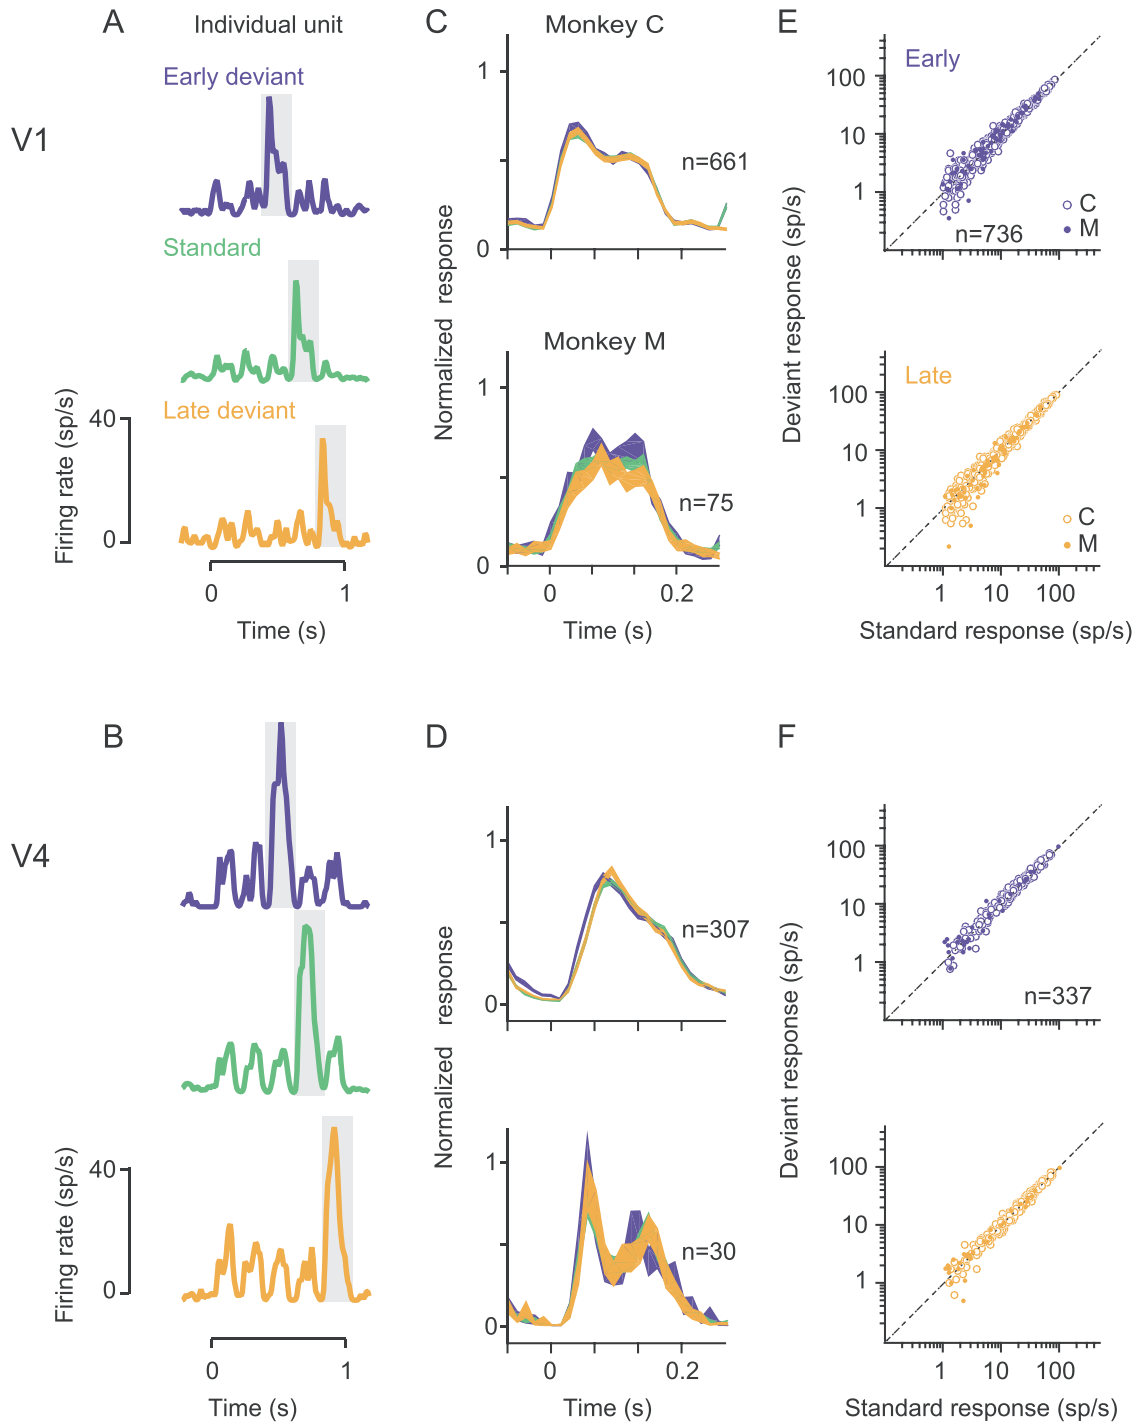 A
Individual unit
Early deviant
V1
Standard
Late deviant
40
0
Firing rate (sp/s)
0
1
Time (s)
C
Monkey C
1
0
n=661
Normalized response
Monkey M
1
0
n=75
0
0.2
Time (s)
E
Early
100
10
1
C
M
n=736
Deviant response (sp/s)
Late
100
10
1
C
M
1
10
100
Standard response (sp/s)
B
V4
40
0
Firing rate (sp/s)
0
1
Time (s)
D
1
0
n=307
Normalized response
1
0
n=30
0
0.2
Time (s)
F
100
10
1
n=337
Deviant response (sp/s)
100
10
1
1
10
100
Standard response (sp/s)